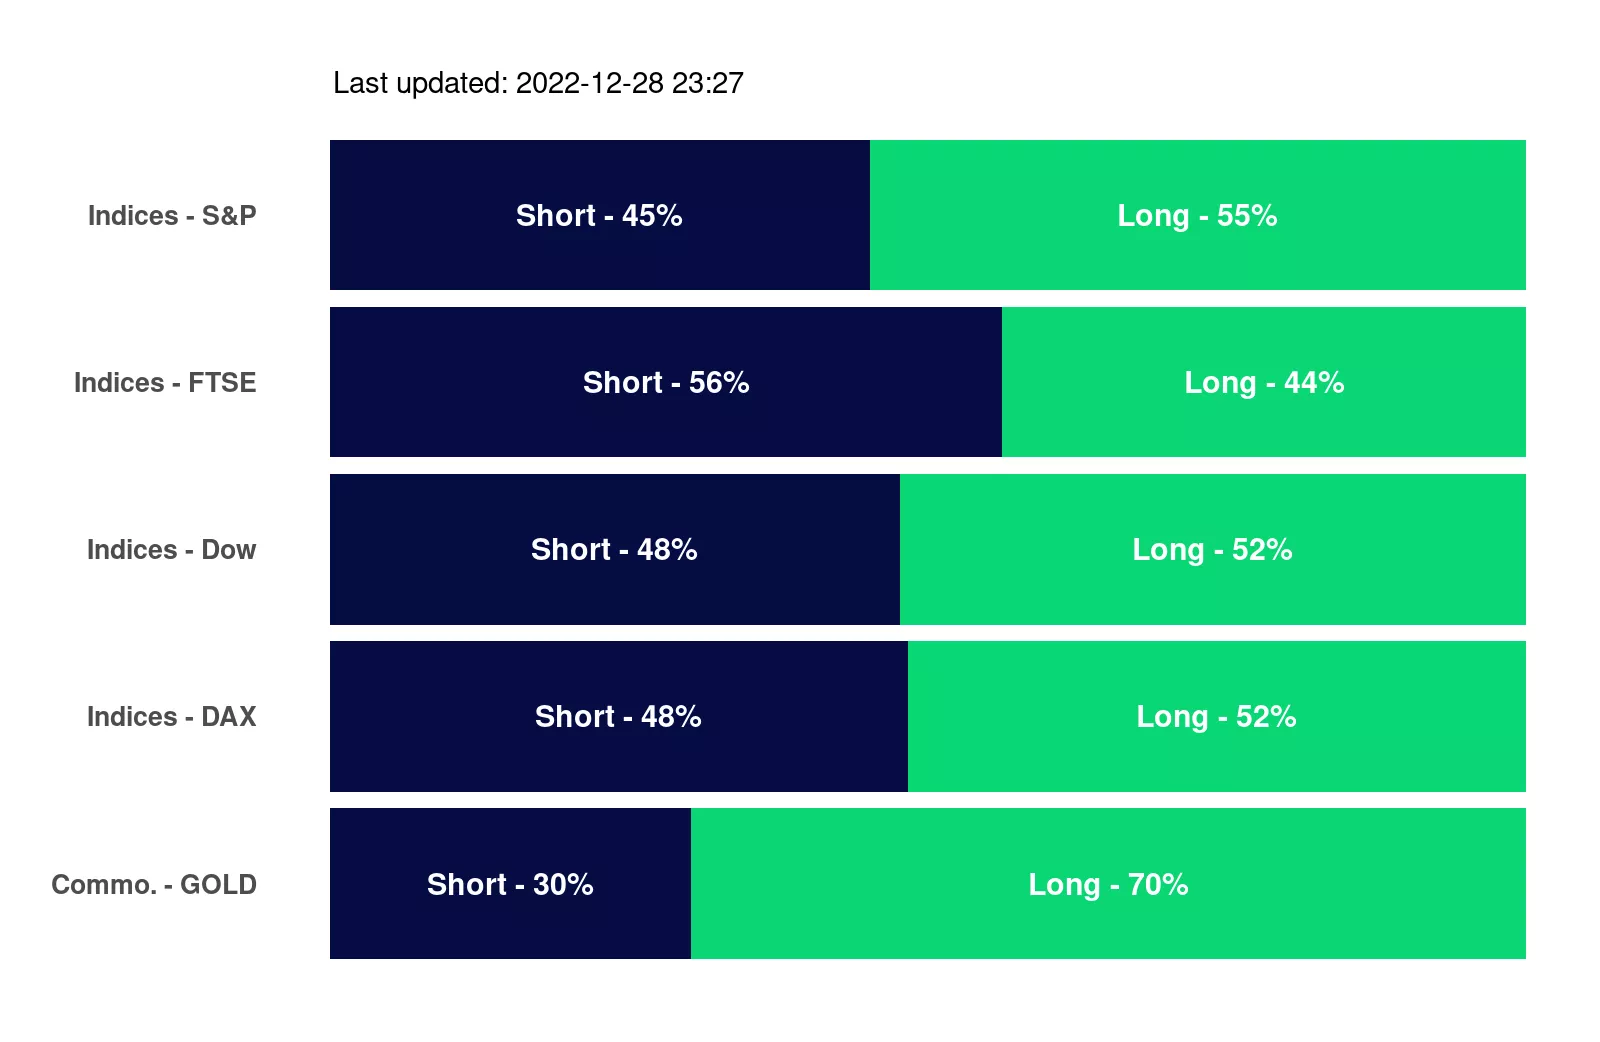 Last updated: 2022-12-28 23:27
Indices - S&P Short - 45% Long - 55%
Indices - FTSE Short - 56% Long - 44%
Indices - Dow Short - 48% Long - 52%
Indices - DAX Short - 48% Long - 52%
Commo. - GOLD Short - 30% Long - 70%